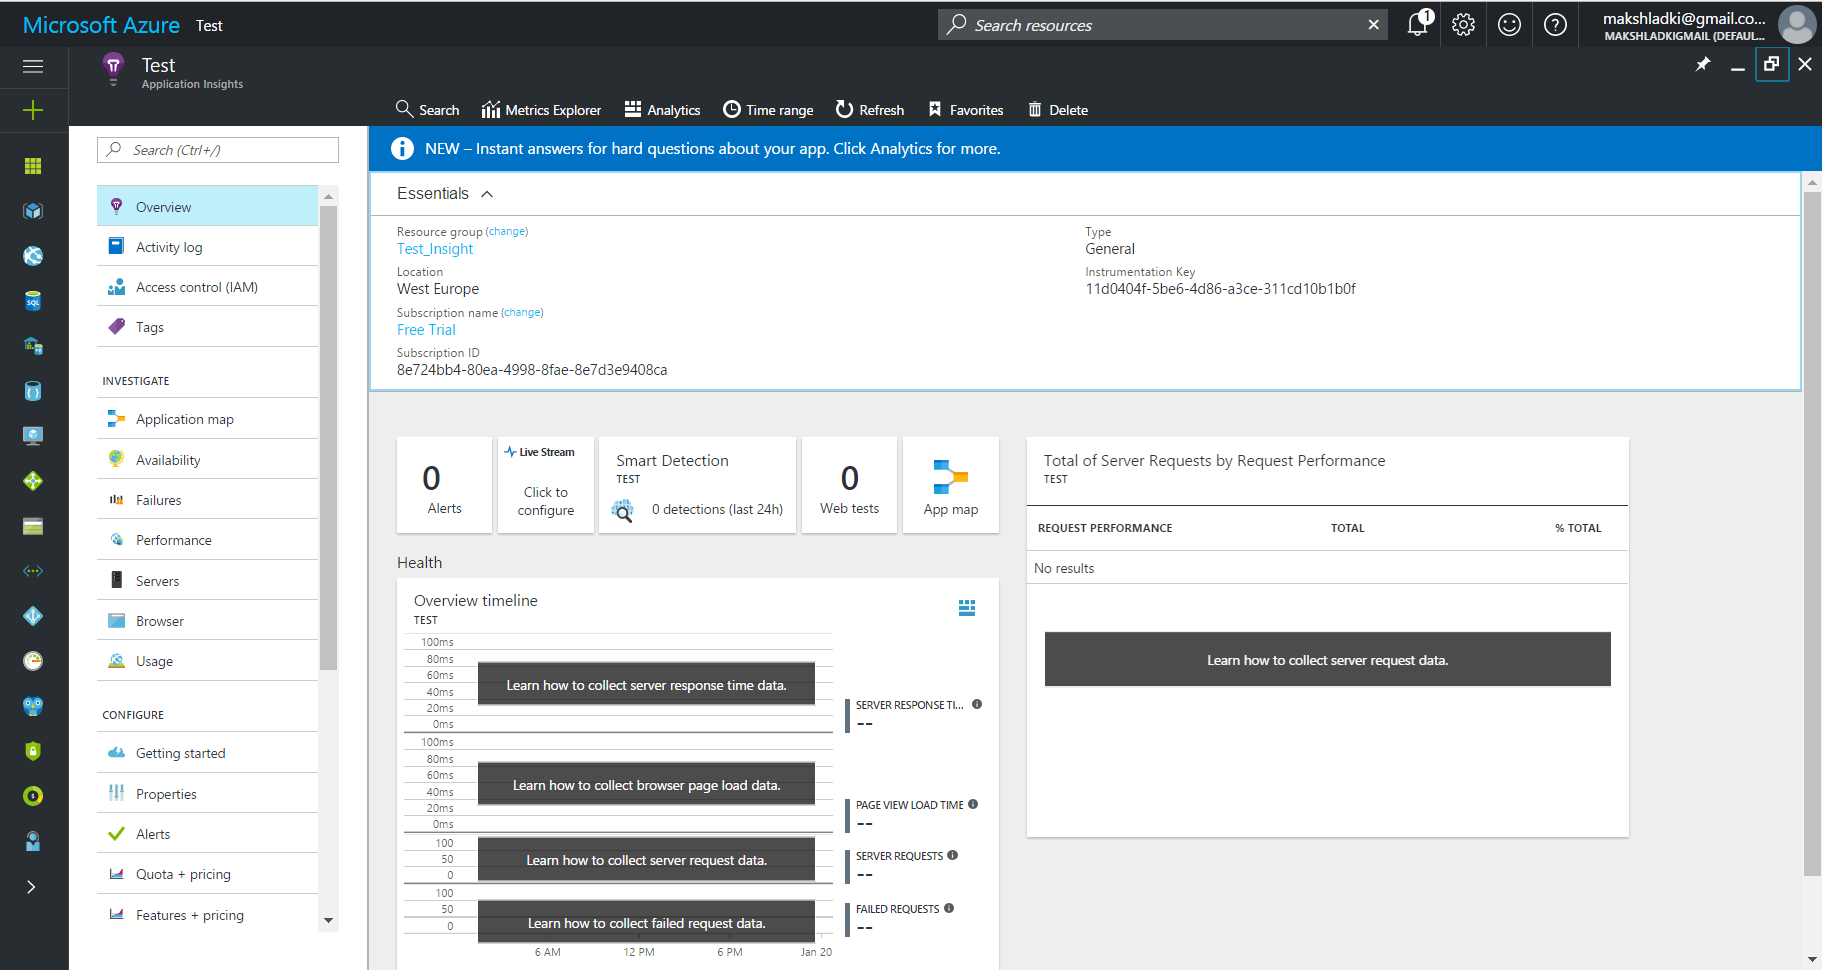 Microsoft Azure Test
Search resources
1
makshladki@gmail.co...
MAKSHLADKIGMAIL (DEFAUL...
Test
Application Insights
Search
Metrics Explorer
Analytics
Time range
Refresh
Favorites
Delete
Search (Ctrl+/)
Overview
Activity log
Access control (IAM)
Tags
INVESTIGATE
Application map
Availability
Failures
Performance
Servers
Browser
Usage
CONFIGURE
Getting started
Properties
Alerts
Quota + pricing
Features + pricing
SQL
NEW – Instant answers for hard questions about your app. Click Analytics for more.
Essentials
Resource group (change)
Test_Insight
Location
West Europe
Subscription name (change)
Free Trial
Subscription ID
8e724bb4-80ea-4998-8fae-8e7d3e9408ca
Type
General
Instrumentation Key
11d0404f-5be6-4d86-a3ce-311cd10b1b0f
0
Alerts
Live Stream
Click to
configure
Smart Detection
TEST
0 detections (last 24h)
0
Web tests
App map
Health
Overview timeline
TEST
100ms
80ms
60ms
40ms
20ms
0ms
Learn how to collect server response time data.
SERVER RESPONSE TI...
--
100ms
80ms
60ms
40ms
20ms
0ms
Learn how to collect browser page load data.
PAGE VIEW LOAD TIME
--
100
50
0
Learn how to collect server request data.
SERVER REQUESTS
--
100
50
0
Learn how to collect failed request data.
FAILED REQUESTS
--
6 AM
12 PM
6 PM
Jan 20
Total of Server Requests by Request Performance
TEST
REQUEST PERFORMANCE TOTAL % TOTAL
No results
Learn how to collect server request data.